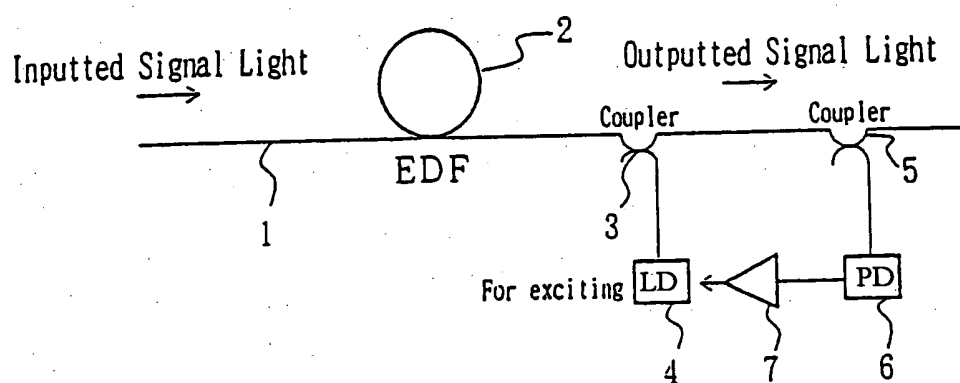 2
Inputted Signal Light
Outputted Signal Light
Coupler
Coupler
EDF
5
3
1
For exciting
LD
PD
4
7
6